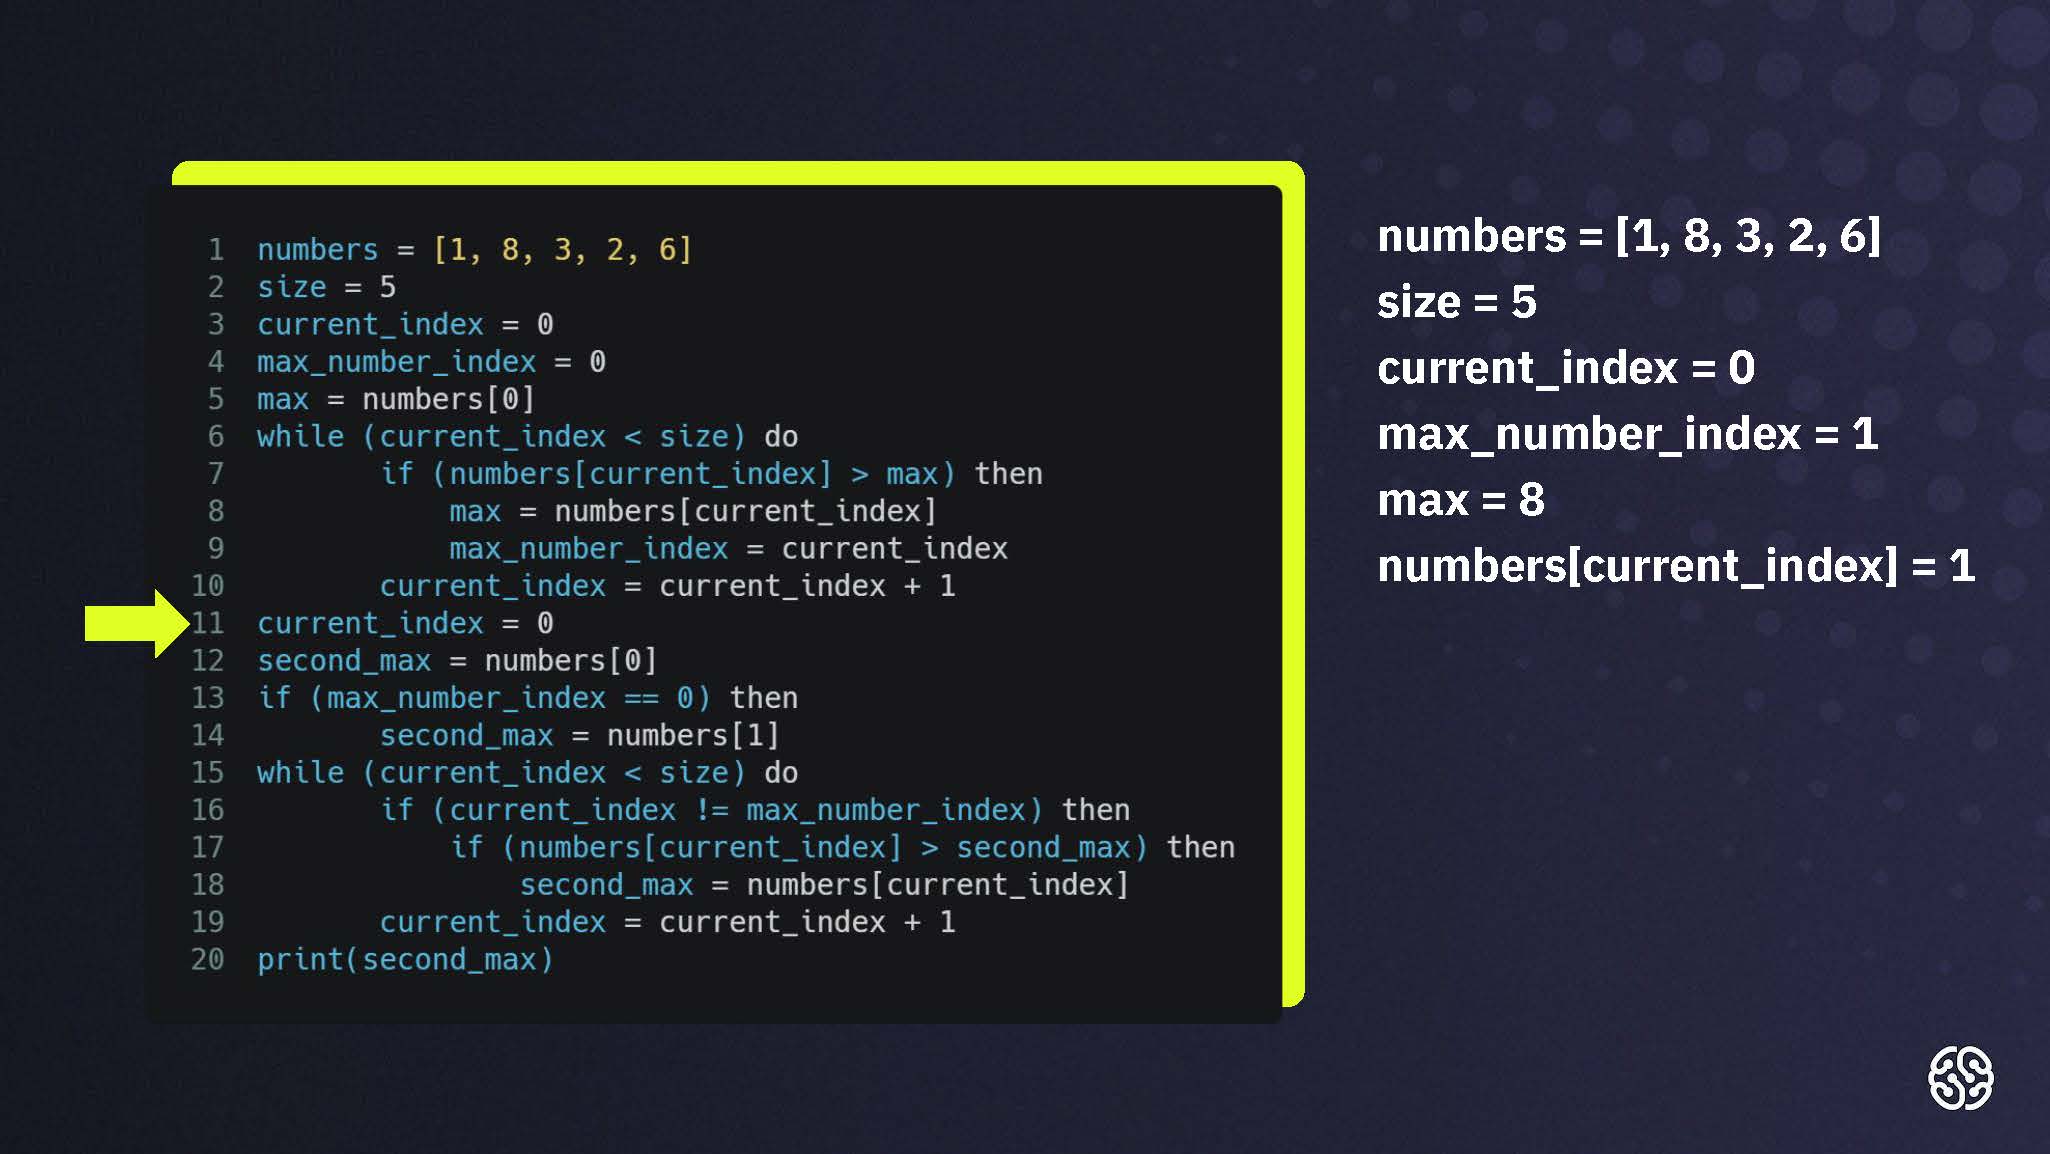 1 numbers = [1, 8, 3, 2, 6]
2 size = 5
3 current_index = 0
4 max_number_index = 0
5 max = numbers[0]
6 while (current_index < size) do
7 if (numbers[current_index] > max) then
8 max = numbers[current_index]
9 max_number_index = current_index
10 current_index = current_index + 1
11 current_index = 0
12 second_max = numbers[0]
13 if (max_number_index == 0) then
14 second_max = numbers[1]
15 while (current_index < size) do
16 if (current_index != max_number_index) then
17 if (numbers[current_index] > second_max) then
18 second_max = numbers[current_index]
19 current_index = current_index + 1
20 print(second_max)
numbers = [1, 8, 3, 2, 6]
size = 5
current_index = 0
max_number_index = 1
max = 8
numbers[current_index] = 1